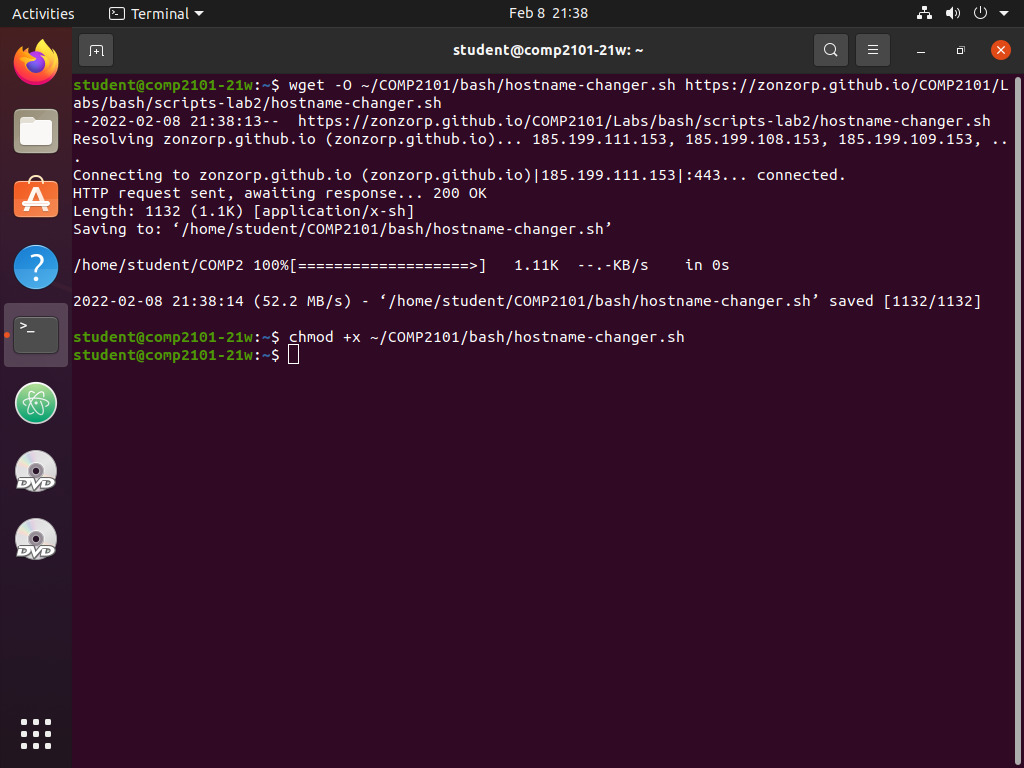 Activities Terminal Feb 8 21:38
student@comp2101-21w: ~
student@comp2101-21w:~$ wget -O ~/COMP2101/bash/hostname-changer.sh https://zonzorp.github.io/COMP2101/L
abs/bash/scripts-lab2/hostname-changer.sh
--2022-02-08 21:38:13--  https://zonzorp.github.io/COMP2101/Labs/bash/scripts-lab2/hostname-changer.sh
Resolving zonzorp.github.io (zonzorp.github.io)... 185.199.111.153, 185.199.108.153, 185.199.109.153, ..
.
Connecting to zonzorp.github.io (zonzorp.github.io)|185.199.111.153|:443... connected.
HTTP request sent, awaiting response... 200 OK
Length: 1132 (1.1K) [application/x-sh]
Saving to: ‘/home/student/COMP2101/bash/hostname-changer.sh’
/home/student/COMP2 100%[===================>]   1.11K  --.-KB/s    in 0s
2022-02-08 21:38:14 (52.2 MB/s) - ‘/home/student/COMP2101/bash/hostname-changer.sh’ saved [1132/1132]
student@comp2101-21w:~$ chmod +x ~/COMP2101/bash/hostname-changer.sh
student@comp2101-21w:~$
?
>_
DVD
DVD